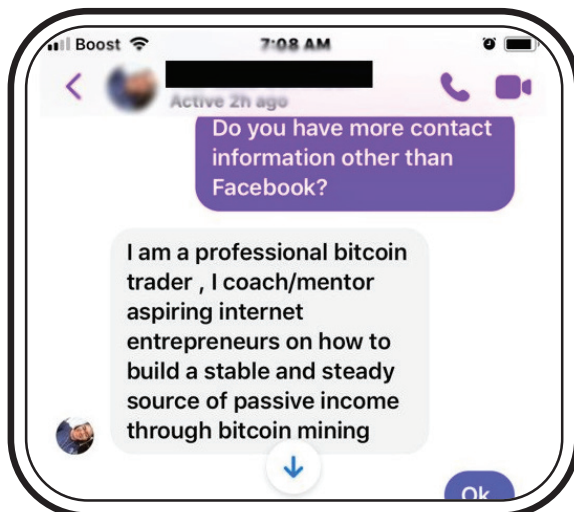 Boost
7:08 AM
Active 2h ago
Do you have more contact
information other than
Facebook?
I am a professional bitcoin
trader , I coach/mentor
aspiring internet
entrepreneurs on how to
build a stable and steady
source of passive income
through bitcoin mining
Ok